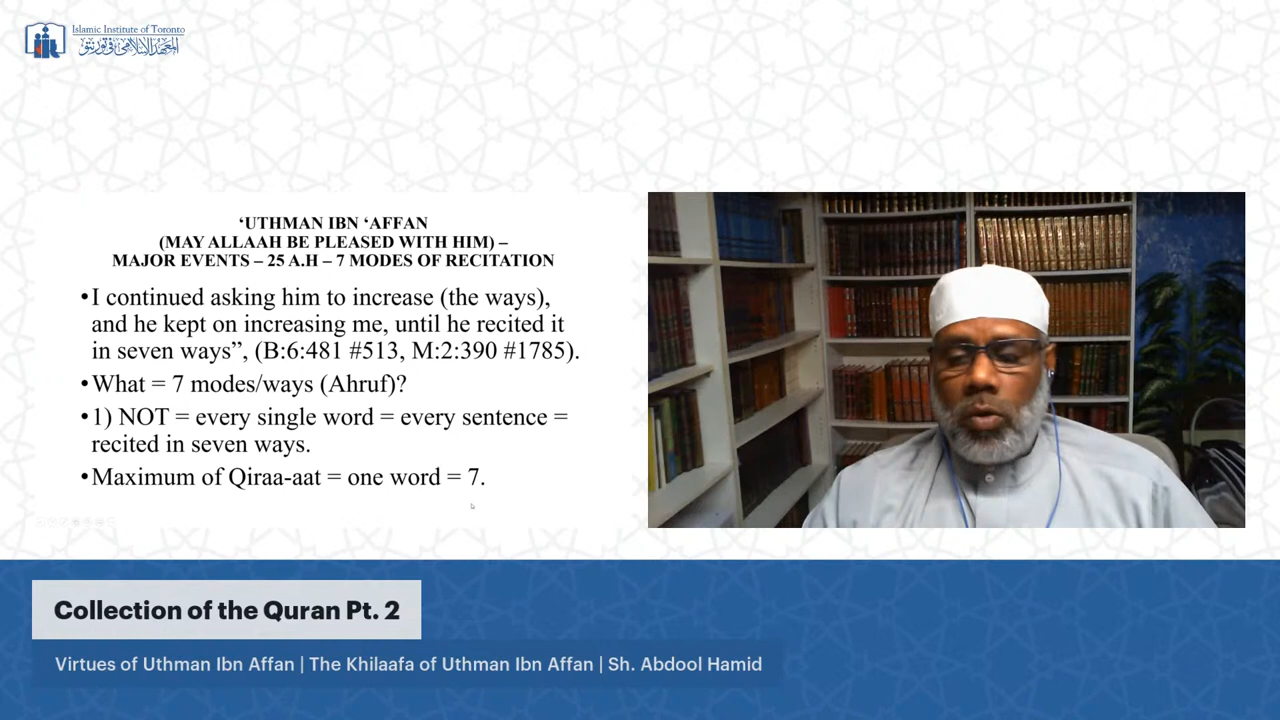 Islamic Institute of Toronto
المعهد الإسلامي في تورنتو
‘UTHMAN IBN ‘AFFAN
(MAY ALLAAH BE PLEASED WITH HIM) –
MAJOR EVENTS – 25 A.H – 7 MODES OF RECITATION
•I continued asking him to increase (the ways),
and he kept on increasing me, until he recited it
in seven ways”, (B:6:481 #513, M:2:390 #1785).
•What = 7 modes/ways (Ahruf)?
•1) NOT = every single word = every sentence =
recited in seven ways.
•Maximum of Qiraa-aat = one word = 7.
Collection of the Quran Pt. 2
Virtues of Uthman Ibn Affan | The Khilaafa of Uthman Ibn Affan | Sh. Abdool Hamid